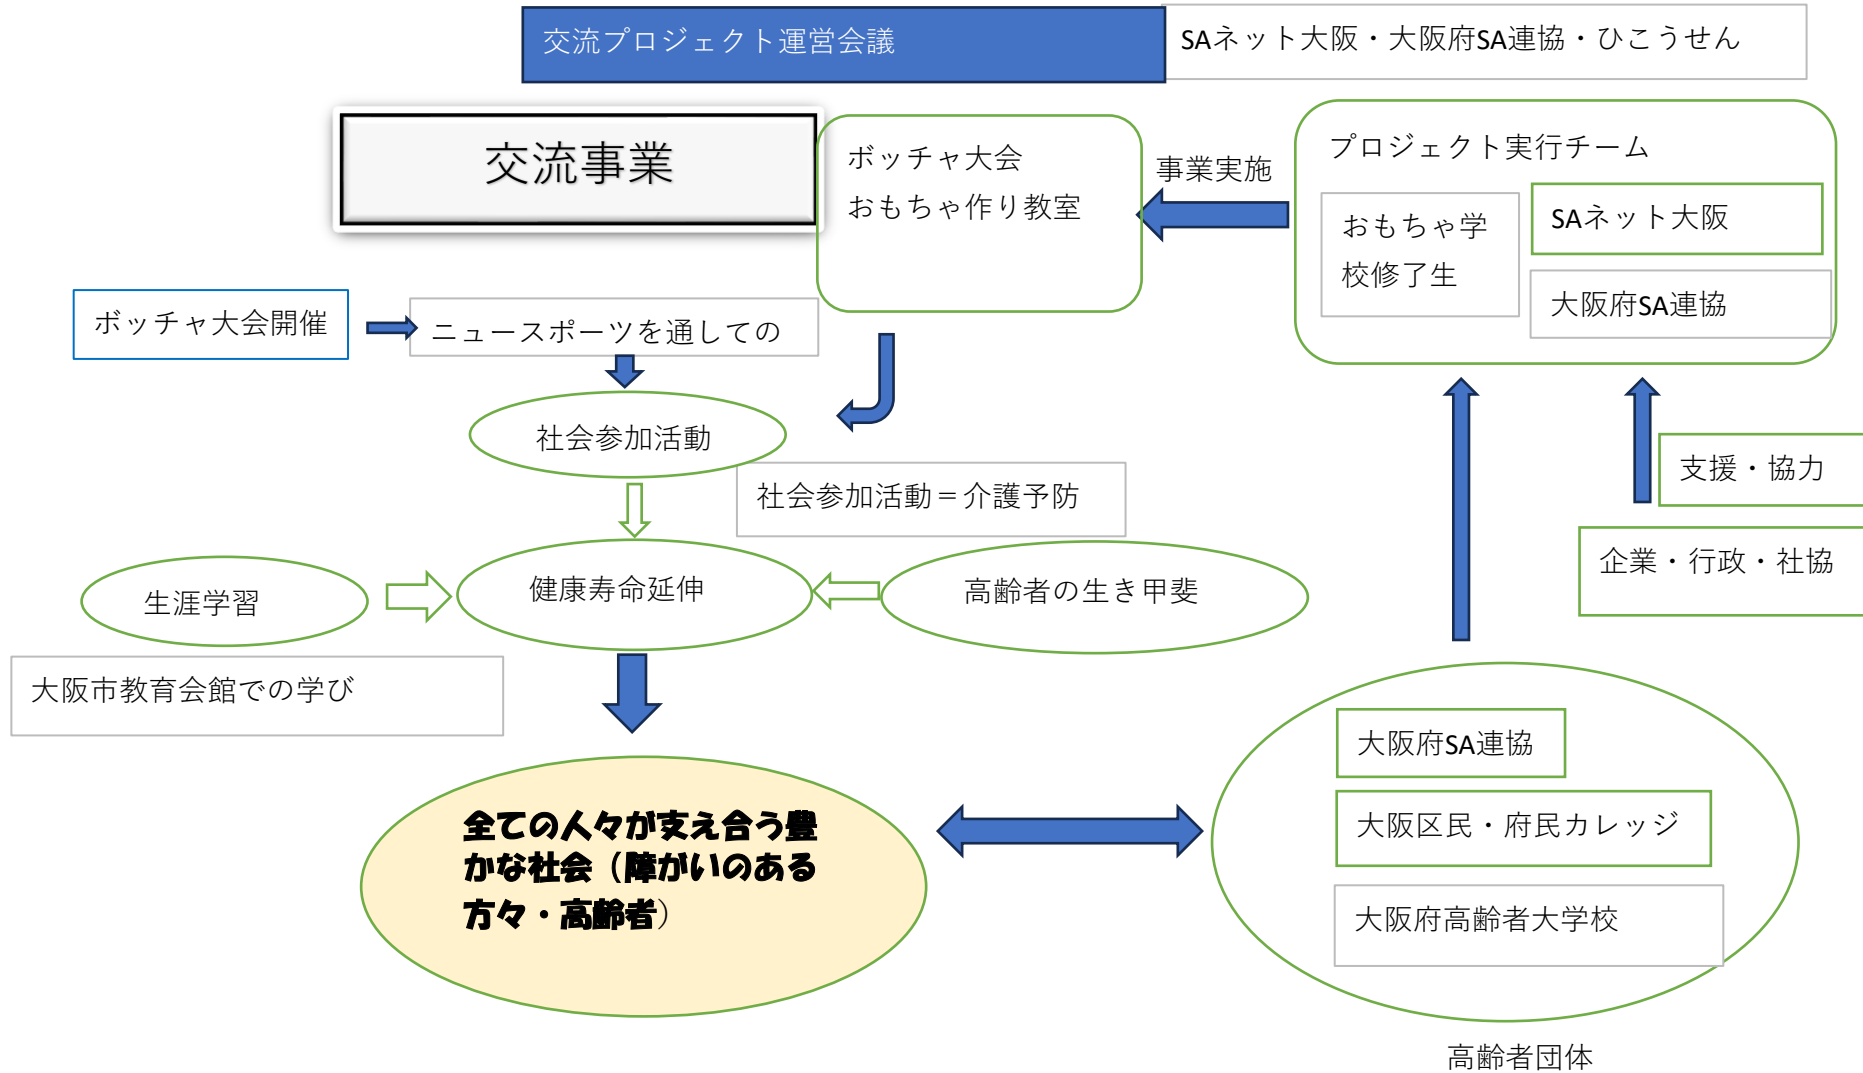 交流プロジェクト運営会議
SAネット大阪・大阪府SA連協・ひこうせん
交流事業
ボッチャ大会
おもちゃ作り教室
事業実施
プロジェクト実行チーム
おもちゃ学
校修了生
SAネット大阪
大阪府SA連協
ボッチャ大会開催
ニュースポーツを通しての
社会参加活動
社会参加活動＝介護予防
支援・協力
企業・行政・社協
生涯学習
健康寿命延伸
高齢者の生き甲斐
大阪市教育会館での学び
全ての人々が支え合う豊
かな社会（障がいのある
方々・高齢者）
大阪府SA連協
大阪区民・府民カレッジ
大阪府高齢者大学校
高齢者団体